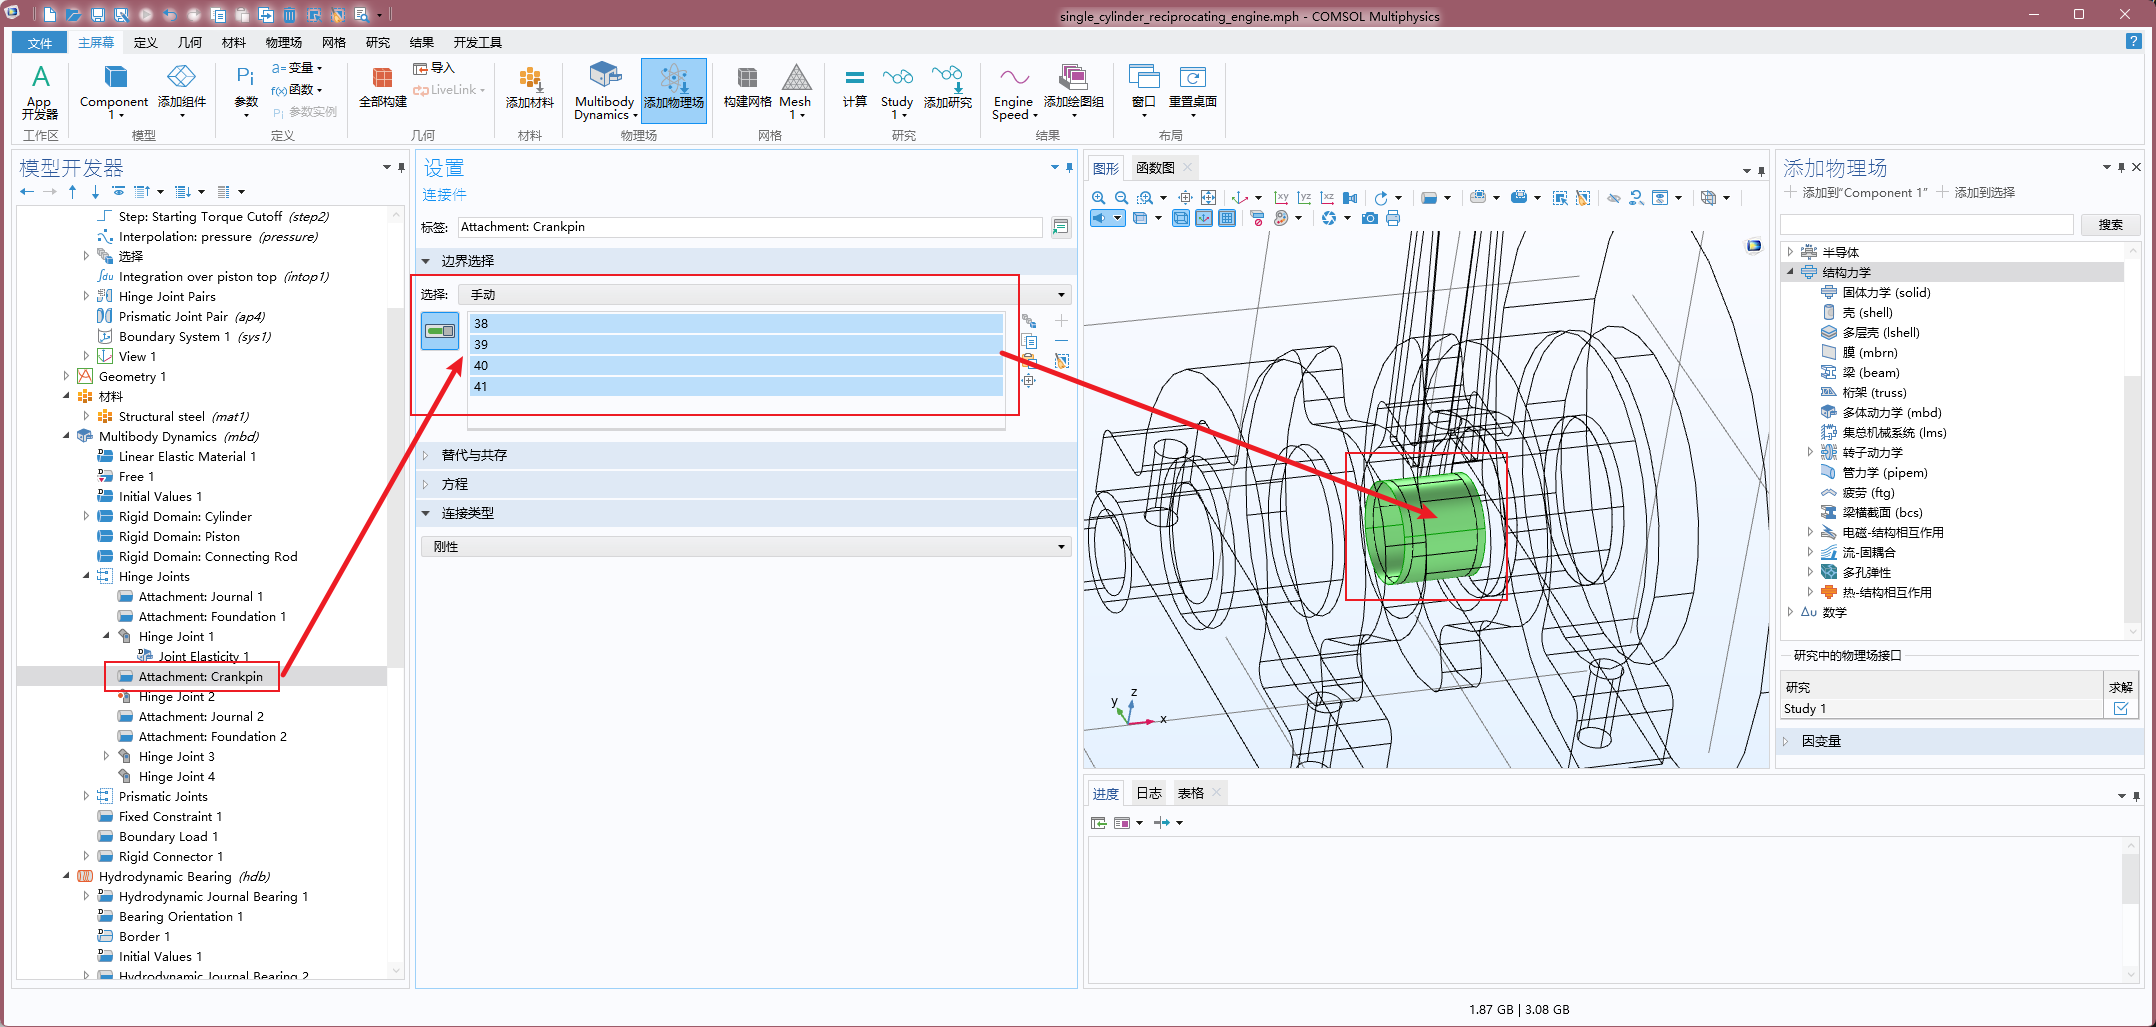 single_cylinder_reciprocating_engine.mph - COMSOL Multiphysics
文件 主屏幕 定义 几何 材料 物理场 网格 研究 结果 开发工具
App
开发器
工作区
Component
1
添加组件
模型
Pi
参数
a= 变量
f(x) 函数
Pi 参数实例
定义
全部构建
导入
LiveLink
几何
添加材料
材料
Multibody
Dynamics
添加物理场
物理场
构建网格
Mesh
1
网格
计算
Study
1
添加研究
研究
Engine
Speed
添加绘图组
结果
窗口
重置桌面
布局
模型开发器
Step: Starting Torque Cutoff (step2)
Interpolation: pressure (pressure)
选择
Integration over piston top (intop1)
Hinge Joint Pairs
Prismatic Joint Pair (ap4)
Boundary System 1 (sys1)
View 1
Geometry 1
材料
Structural steel (mat1)
Multibody Dynamics (mbd)
Linear Elastic Material 1
Free 1
Initial Values 1
Rigid Domain: Cylinder
Rigid Domain: Piston
Rigid Domain: Connecting Rod
Hinge Joints
Attachment: Journal 1
Attachment: Foundation 1
Hinge Joint 1
Joint Elasticity 1
Attachment: Crankpin
Hinge Joint 2
Attachment: Journal 2
Attachment: Foundation 2
Hinge Joint 3
Hinge Joint 4
Prismatic Joints
Fixed Constraint 1
Boundary Load 1
Rigid Connector 1
Hydrodynamic Bearing (hdb)
Hydrodynamic Journal Bearing 1
Bearing Orientation 1
Border 1
Initial Values 1
Hydrodynamic Journal Bearing 2
设置
连接件
标签: Attachment: Crankpin
边界选择
选择: 手动
38
39
40
41
替代与共存
方程
连接类型
刚性
图形 函数图
xy yz xz
y z x
进度 日志 表格
添加物理场
添加到“Component 1” 添加到选择
搜索
半导体
结构力学
固体力学 (solid)
壳 (shell)
多层壳 (lshell)
膜 (mbrn)
梁 (beam)
桁架 (truss)
多体动力学 (mbd)
集总机械系统 (lms)
转子动力学
管力学 (pipem)
疲劳 (ftg)
梁横截面 (bcs)
电磁-结构相互作用
流-固耦合
多孔弹性
热-结构相互作用
Δu 数学
研究中的物理场接口
研究 求解
Study 1
因变量
1.87 GB | 3.08 GB